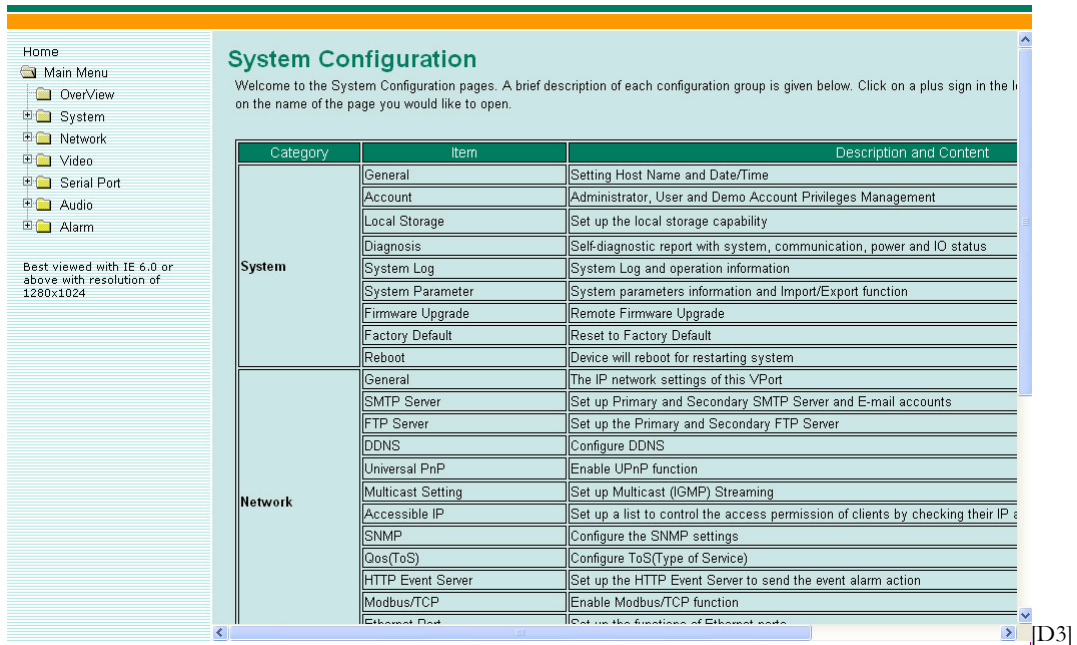 Home
Main Menu
OverView
System
Network
Video
Serial Port
Audio
Alarm
Best viewed with IE 6.0 or
above with resolution of
1280x1024
System Configuration
Welcome to the System Configuration pages. A brief description of each configuration group is given below. Click on a plus sign in the
on the name of the page you would like to open.
Category Item Description and Content
System
General Setting Host Name and Date/Time
Account Administrator, User and Demo Account Privileges Management
Local Storage Set up the local storage capability
Diagnosis Self-diagnostic report with system, communication, power and IO status
System Log System Log and operation information
System Parameter System parameters information and Import/Export function
Firmware Upgrade Remote Firmware Upgrade
Factory Default Reset to Factory Default
Reboot Device will reboot for restarting system
Network
General The IP network settings of this VPort
SMTP Server Set up Primary and Secondary SMTP Server and E-mail accounts
FTP Server Set up the Primary and Secondary FTP Server
DDNS Configure DDNS
Universal PnP Enable UPnP function
Multicast Setting Set up Multicast (IGMP) Streaming
Accessible IP Set up a list to control the access permission of clients by checking their IP
SNMP Configure the SNMP settings
Qos(ToS) Configure ToS(Type of Service)
HTTP Event Server Set up the HTTP Event Server to send the event alarm action
Modbus/TCP Enable Modbus/TCP function
Ethernet Port Set up the functions of Ethernet ports
[D3]